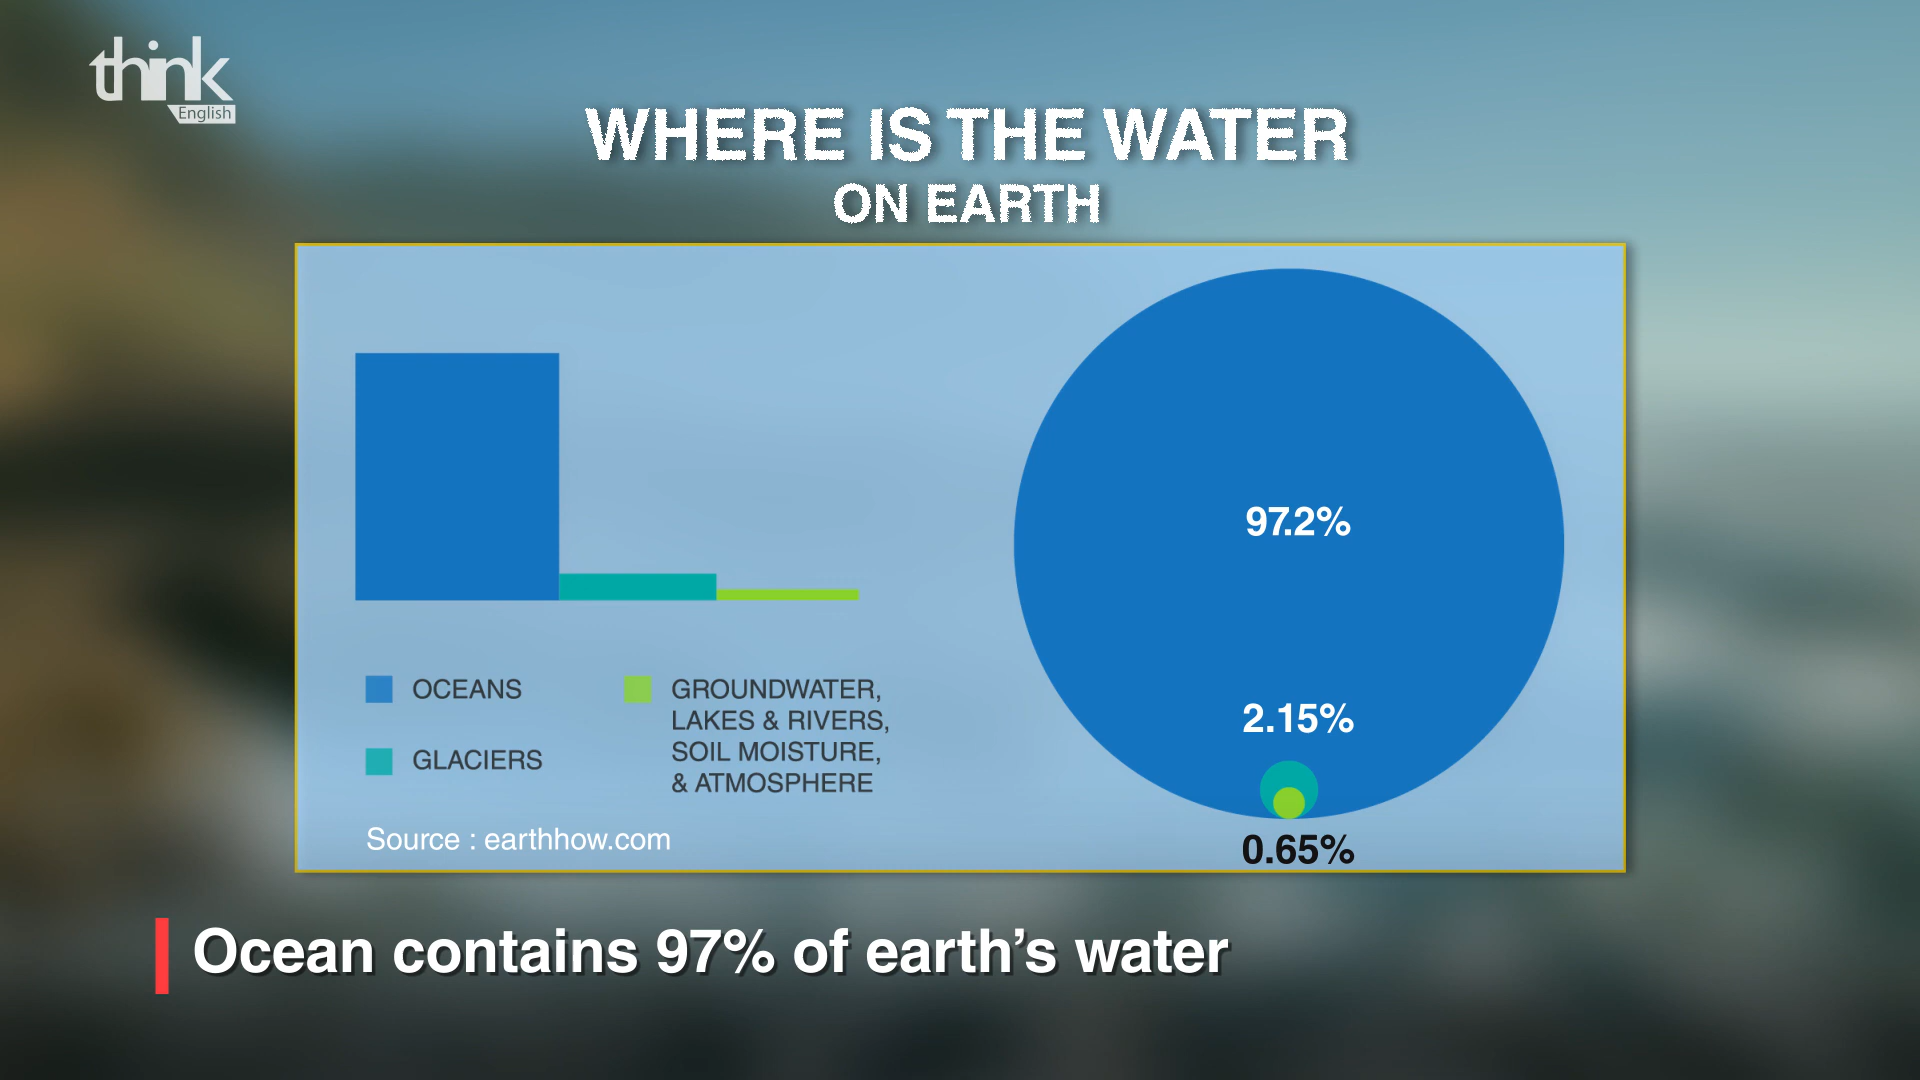 think
English
WHERE IS THE WATER
ON EARTH
97.2%
2.15%
0.65%
OCEANS
GLACIERS
GROUNDWATER,
LAKES & RIVERS,
SOIL MOISTURE,
& ATMOSPHERE
Source : earthhow.com
Ocean contains 97% of earth’s water